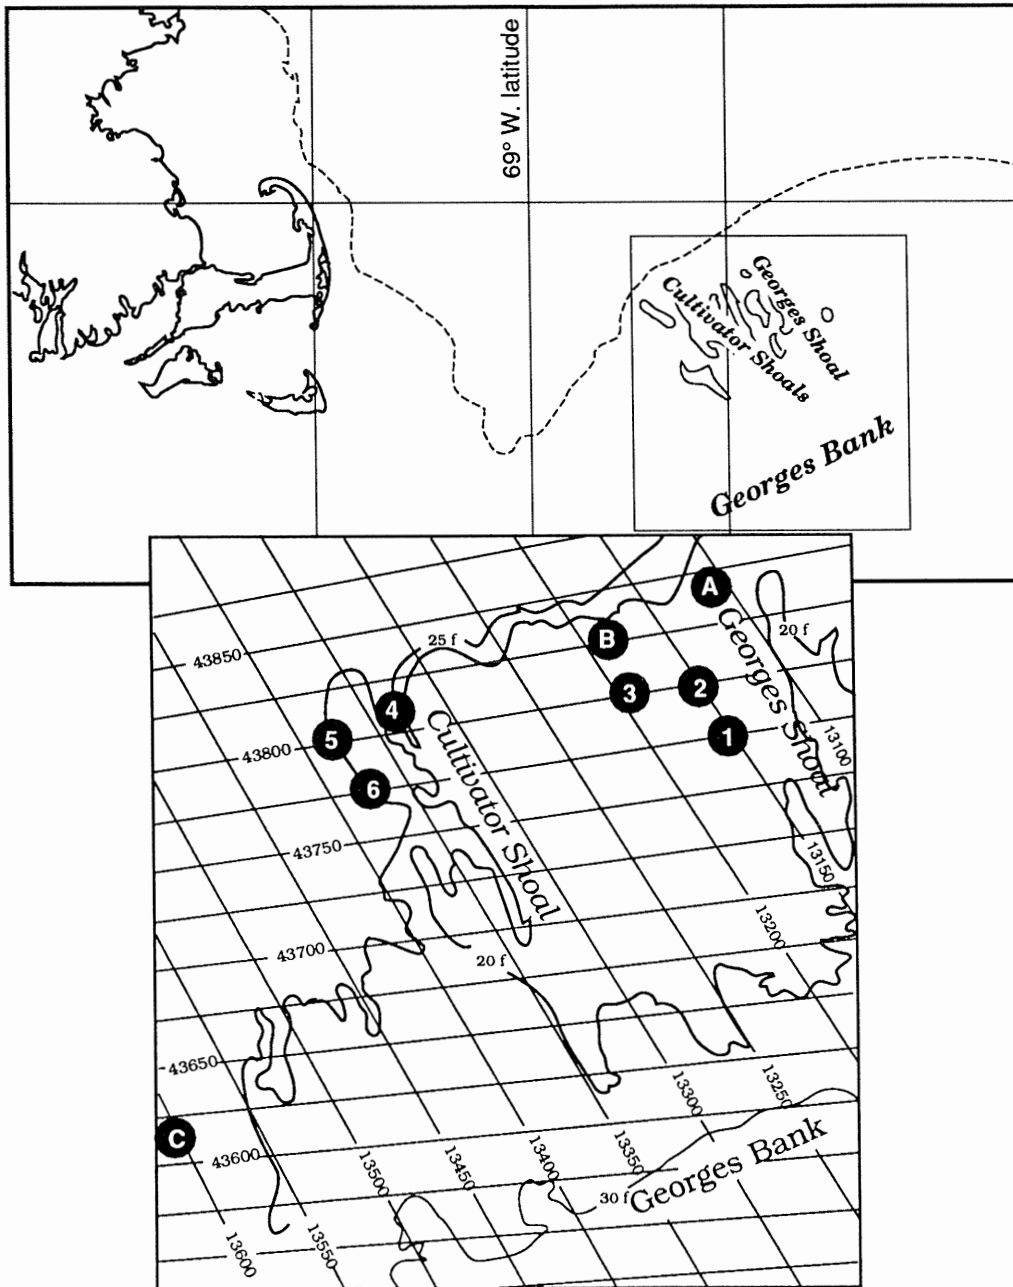 69° W. latitude
Georges Shoal
Cultivator Shoals
Georges Bank
A
Georges Shoal
20 f
B
25 f
43850
3
2
4
Cultivator Shoal
1
5
43800
13100
6
43750
13150
13200
43700
20 f
43650
13250
13300
C
43600
13350
13400
13450
13500
Georges Bank
30 f
13550
13600